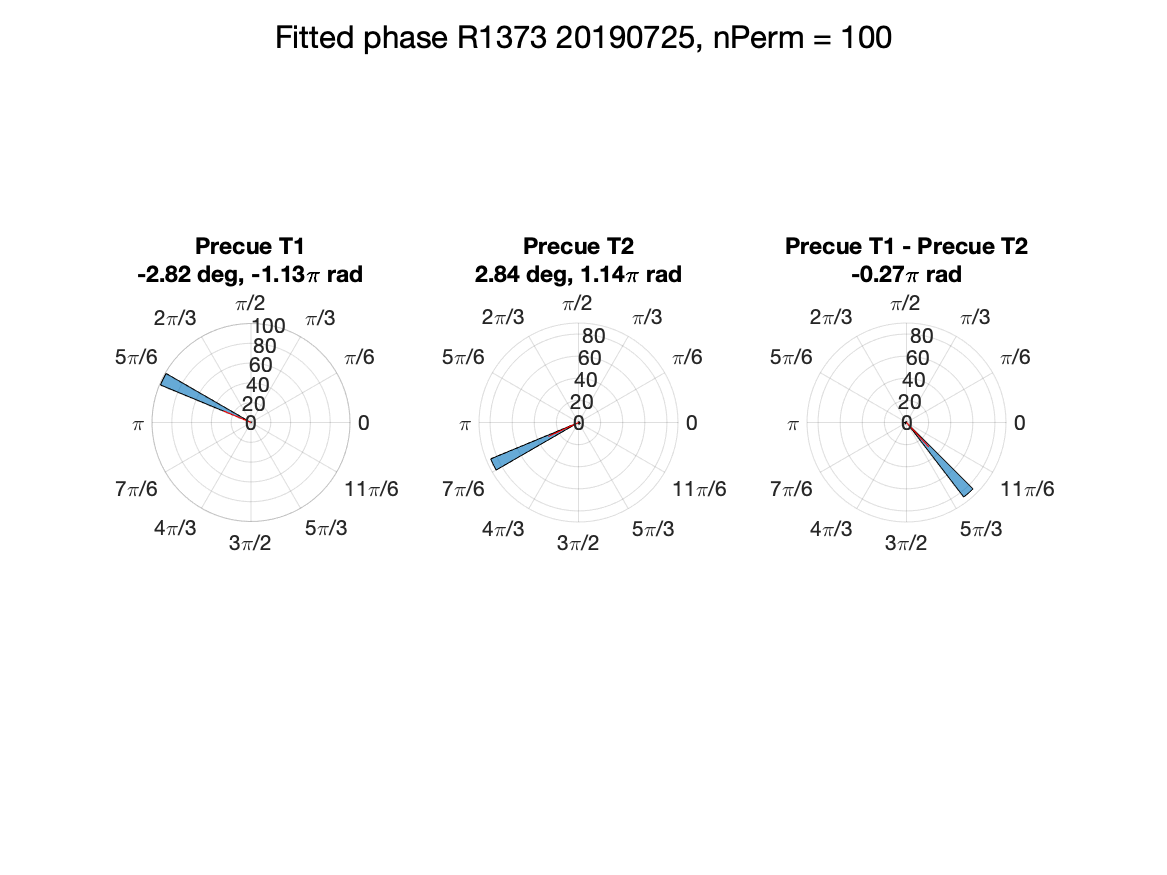 Fitted phase R1373 20190725, nPerm = 100
Precue T1
-2.82 deg, -1.13π rad
π/2
2π/3
π/3
5π/6
π/6
π
0
7π/6
11π/6
4π/3
5π/3
3π/2
100
80
60
40
20
0
Precue T2
2.84 deg, 1.14π rad
π/2
2π/3
π/3
5π/6
π/6
π
0
7π/6
11π/6
4π/3
5π/3
3π/2
80
60
40
20
0
Precue T1 - Precue T2
-0.27π rad
π/2
2π/3
π/3
5π/6
π/6
π
0
7π/6
11π/6
4π/3
5π/3
3π/2
80
60
40
20
0